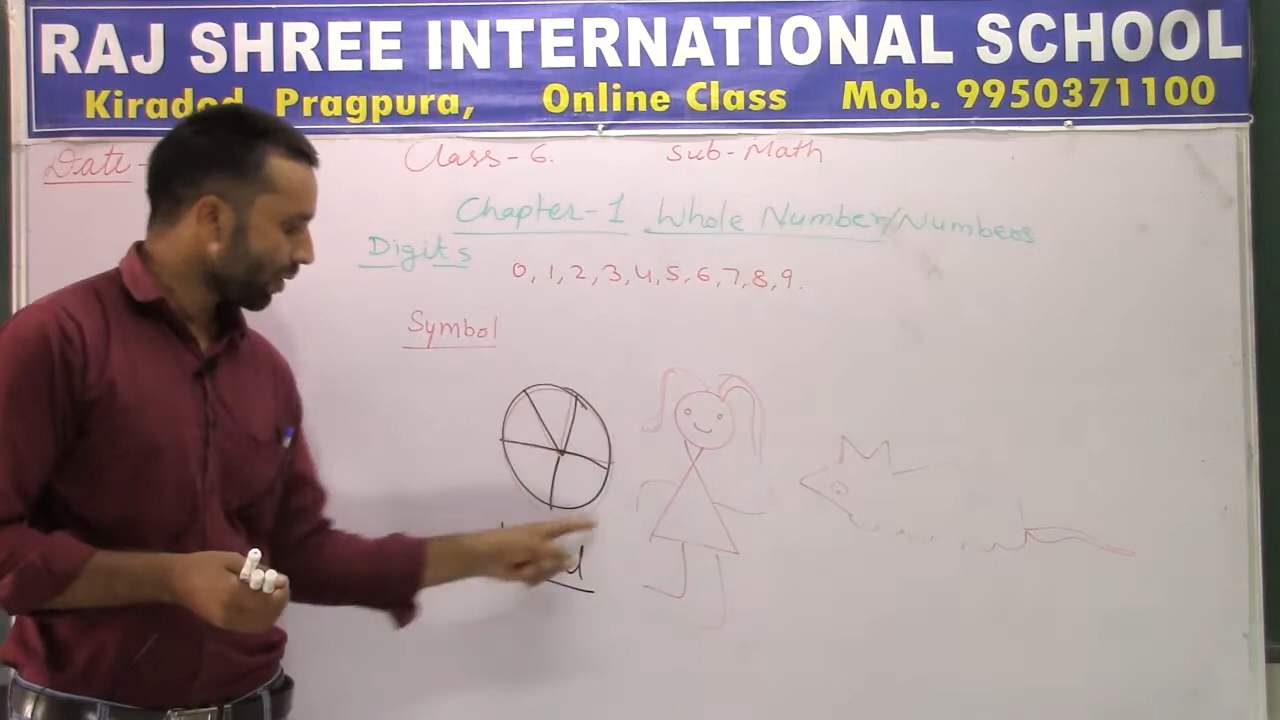 RAJ SHREE INTERNATIONAL SCHOOL
Pragpura, Online Class Mob. 9950371100
Date - Class-6. Sub-Math
Chapter-1 Whole Number/Numbers
Digits 0, 1, 2, 3, 4, 5, 6, 7, 8, 9.
Symbol